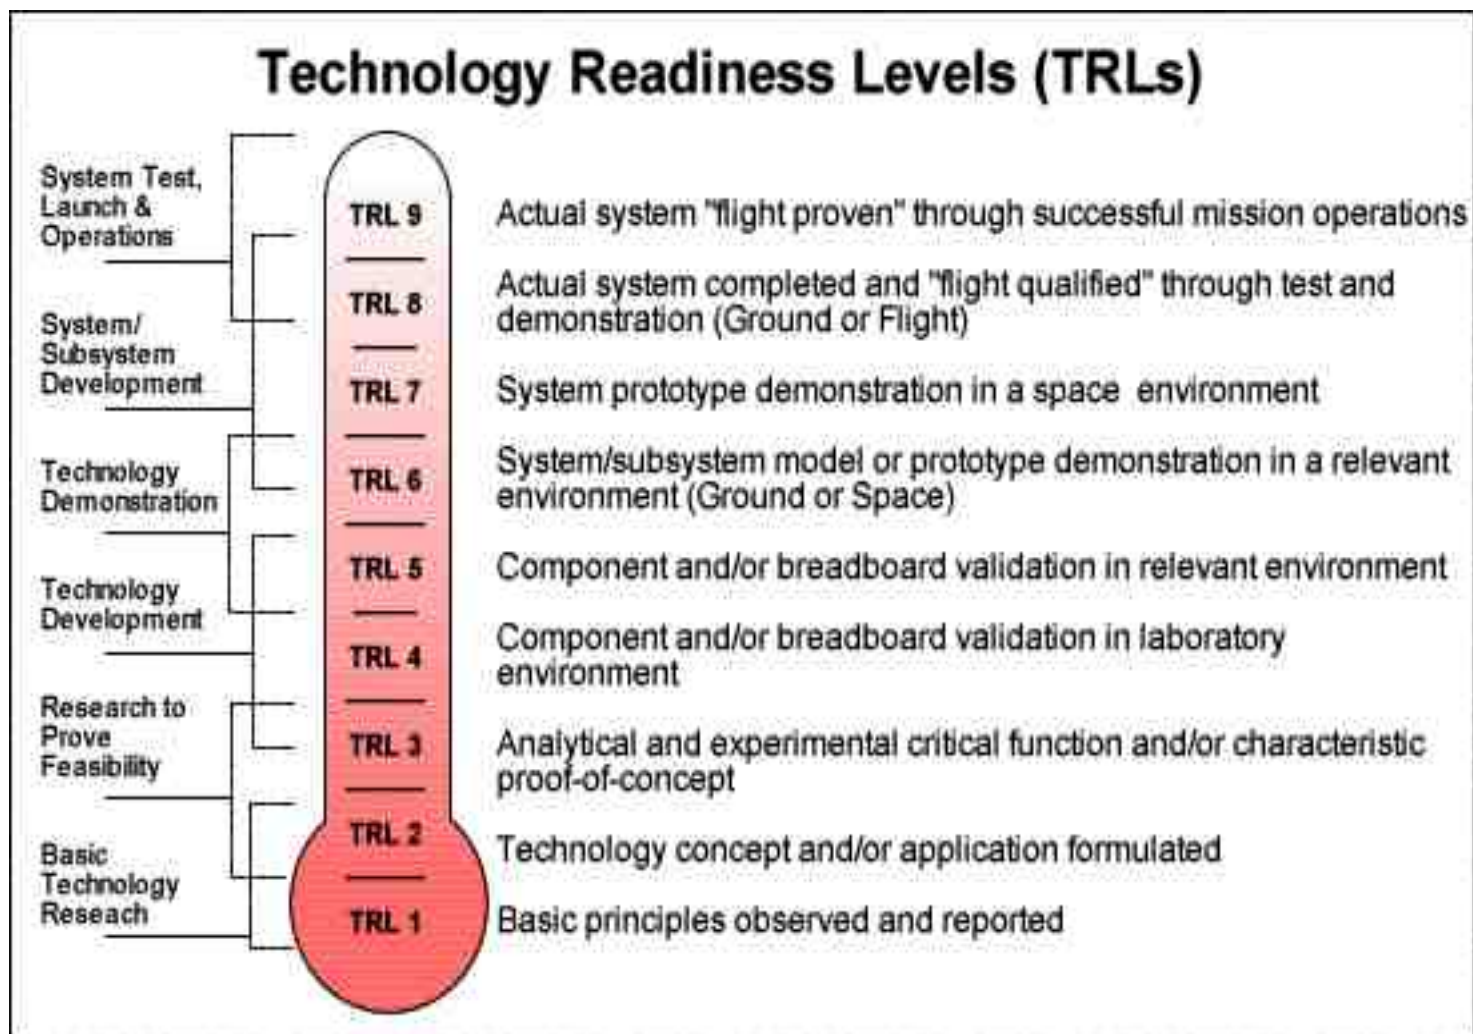 Technology Readiness Levels (TRLs)
System Test,
Launch &
Operations
System/
Subsystem
Development
Technology
Demonstration
Technology
Development
Research to
Prove
Feasibility
Basic
Technology
Reseach
TRL 9
Actual system "flight proven" through successful mission operations
TRL 8
Actual system completed and "flight qualified" through test and
demonstration (Ground or Flight)
TRL 7
System prototype demonstration in a space environment
TRL 6
System/subsystem model or prototype demonstration in a relevant
environment (Ground or Space)
TRL 5
Component and/or breadboard validation in relevant environment
TRL 4
Component and/or breadboard validation in laboratory
environment
TRL 3
Analytical and experimental critical function and/or characteristic
proof-of-concept
TRL 2
Technology concept and/or application formulated
TRL 1
Basic principles observed and reported